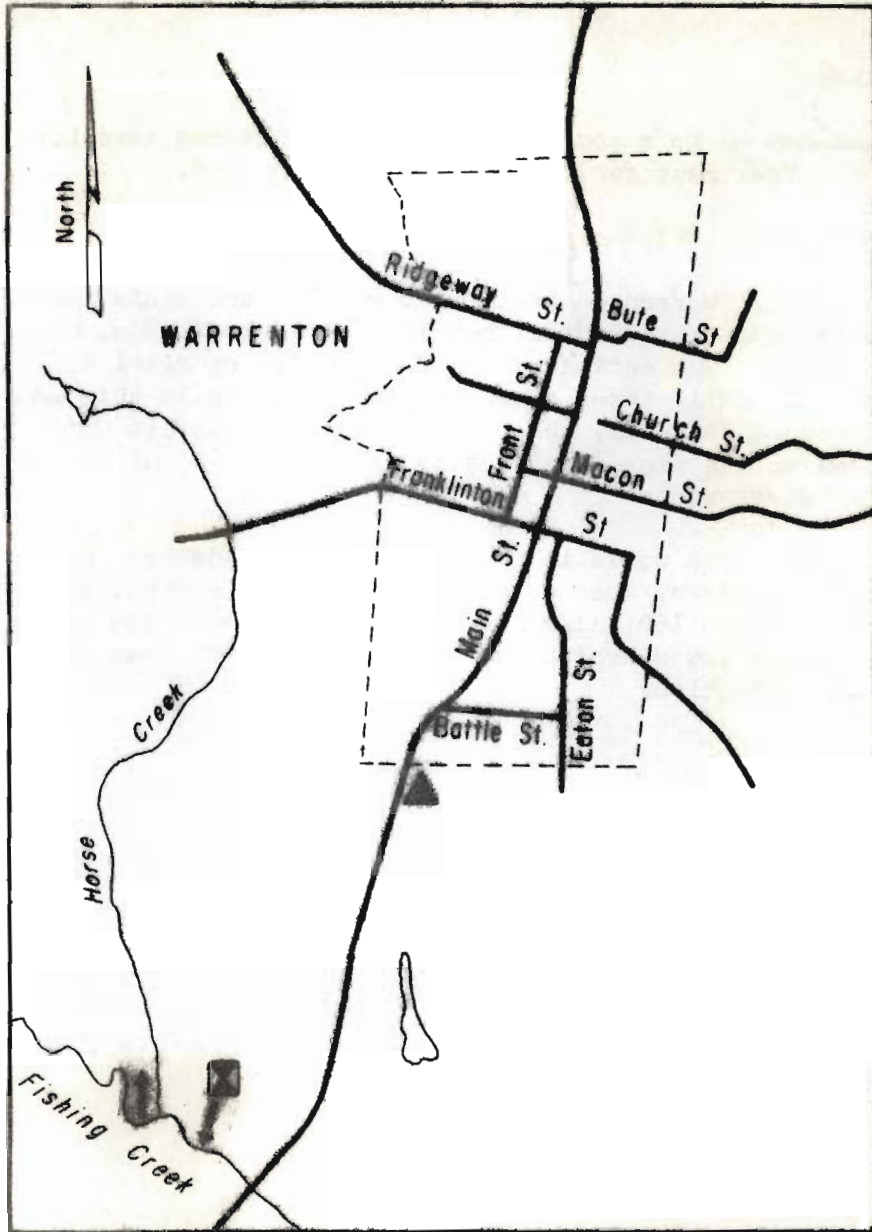 North
WARRENTON
Ridgeway St.
Bute St
Front St.
Church St.
Macon St.
Franklinton St
Main St.
Battle St.
Eaton St.
Horse Creek
Fishing Creek